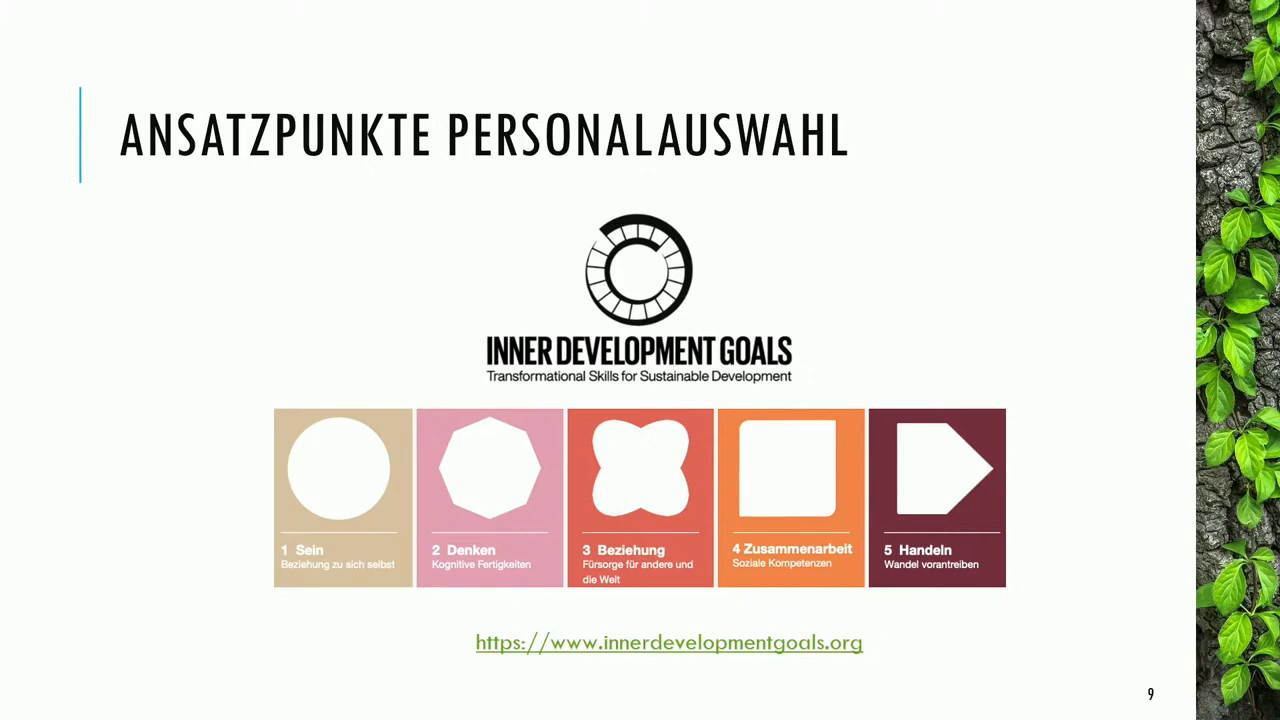 ANSATZPUNKTE PERSONALAUSWAHL
INNER DEVELOPMENT GOALS
Transformational Skills for Sustainable Development
1 Sein
Beziehung zu sich selbst
2 Denken
Kognitive Fertigkeiten
3 Beziehung
Fürsorge für andere und
die Welt
4 Zusammenarbeit
Soziale Kompetenzen
5 Handeln
Wandel vorantreiben
https://www.innerdevelopmentgoals.org
9